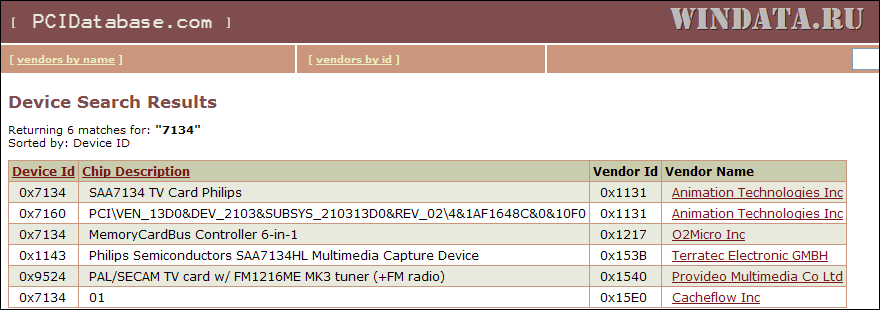 [ PCIDatabase.com ] WINDATA.RU
[ vendors by name ] [ vendors by id ]
Device Search Results
Returning 6 matches for: "7134"
Sorted by: Device ID
Device Id Chip Description Vendor Id Vendor Name
0x7134 SAA7134 TV Card Philips 0x1131 Animation Technologies Inc
0x7160 PCI\VEN_13D0&DEV_2103&SUBSYS_210313D0&REV_02\4&1AF1648C&0&10F0 0x1131 Animation Technologies Inc
0x7134 MemoryCardBus Controller 6-in-1 0x1217 O2Micro Inc
0x1143 Philips Semiconductors SAA7134HL Multimedia Capture Device 0x153B Terratec Electronic GMBH
0x9524 PAL/SECAM TV card w/ FM1216ME MK3 tuner (+FM radio) 0x1540 Provideo Multimedia Co Ltd
0x7134 01 0x15E0 Cacheflow Inc